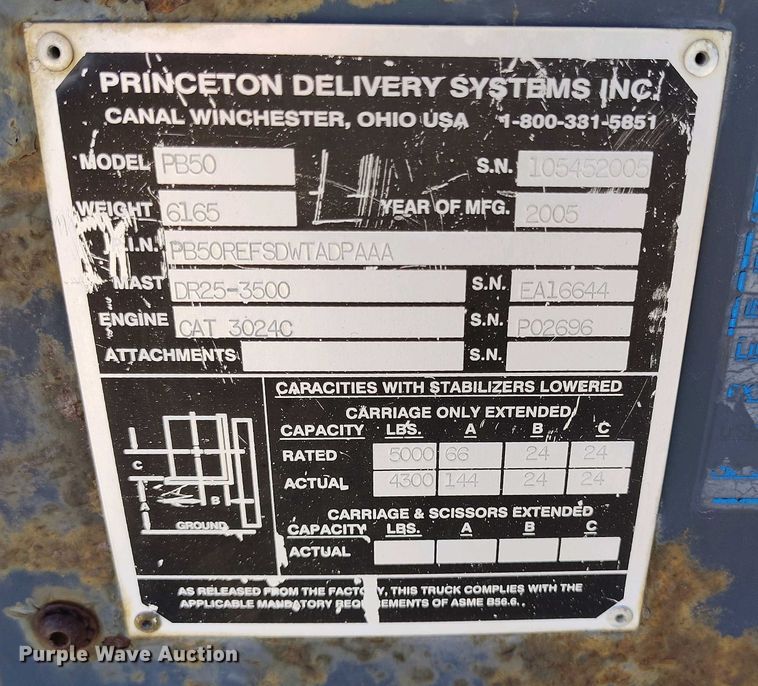 PRINCETON DELIVERY SYSTEMS INC.
CANAL WINCHESTER, OHIO USA 1-800-331-5851
MODEL PB50 S.N. 105452005
WEIGHT 6165 YEAR OF MFG. 2005
I.N. PB50REFSDWTADPAAA
MAST DR25-3500 S.N. EA16644
ENGINE CAT 3024C S.N. P02696
ATTACHMENTS S.N.
CAPACITIES WITH STABILIZERS LOWERED
CARRIAGE ONLY EXTENDED
CAPACITY LBS. A B C
RATED 5000 66 24 24
ACTUAL 4300 144 24 24
C
A
B
GROUND
CARRIAGE & SCISSORS EXTENDED
CAPACITY LBS. A B C
ACTUAL
AS RELEASED FROM THE FACTORY, THIS TRUCK COMPLIES WITH THE
APPLICABLE MANDATORY REQUIREMENTS OF ASME B56.6.
Purple Wave Auction